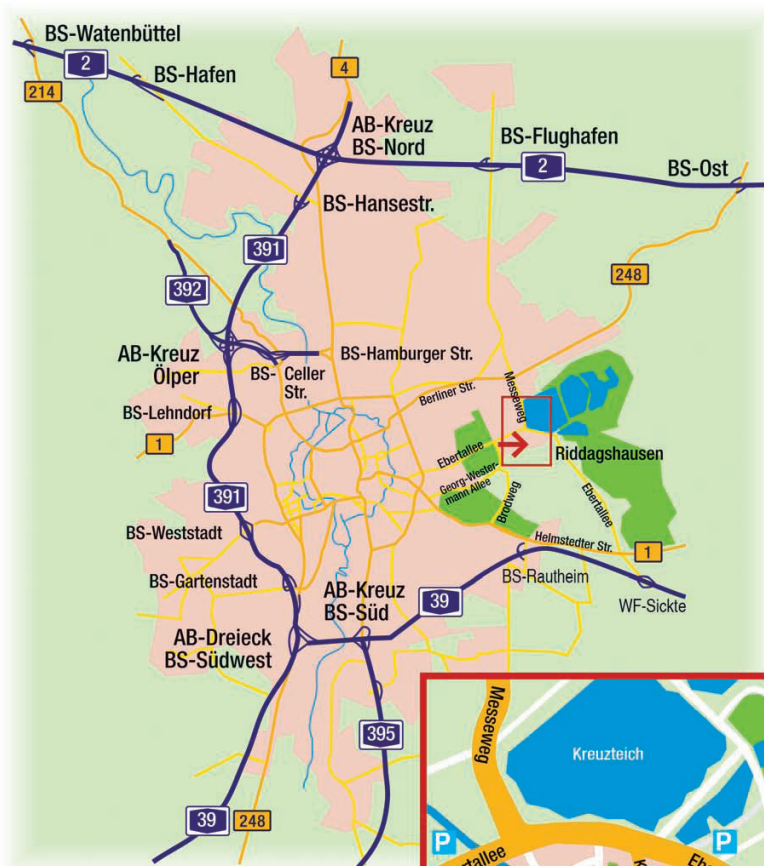 BS-Watenbüttel
2
BS-Hafen
214
4
AB-Kreuz
BS-Nord
BS-Flughafen
2
BS-Ost
BS-Hansestr.
391
392
248
AB-Kreuz
Ölper
BS-Hamburger Str.
BS-Celler
Str.
Berliner Str.
Messeweg
BS-Lehndorf
1
Ebertallee
Riddagshausen
Georg-Wester-
mann Allee
Brodweg
Ebertallee
391
BS-Weststadt
Helmstedter Str.
1
BS-Gartenstadt
AB-Kreuz
BS-Süd
39
BS-Rautheim
WF-Sickte
AB-Dreieck
BS-Südwest
395
39
248
Messeweg
Kreuzteich
P
P
Ebertallee